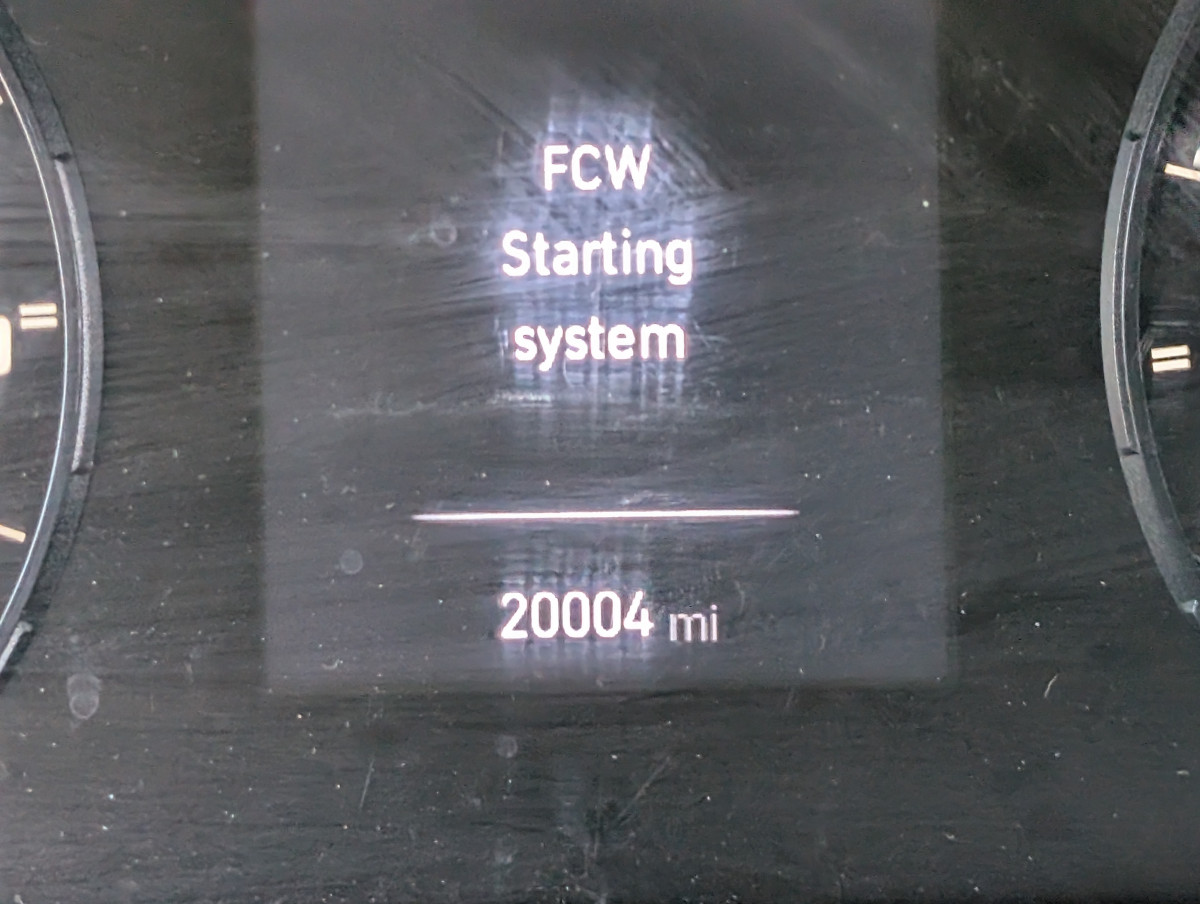 FCW
Starting
system
20004 mi